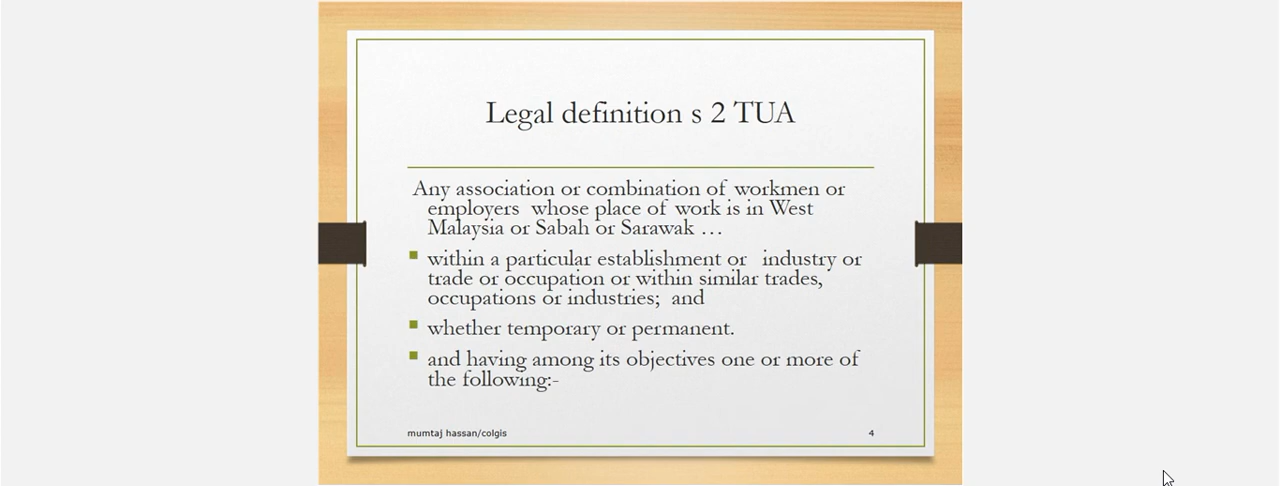 Legal definition s 2 TUA
Any association or combination of workmen or
employers whose place of work is in West
Malaysia or Sabah or Sarawak …
within a particular establishment or industry or
trade or occupation or within similar trades,
occupations or industries; and
whether temporary or permanent.
and having among its objectives one or more of
the following:-
mumtaj hassan/colgis
4